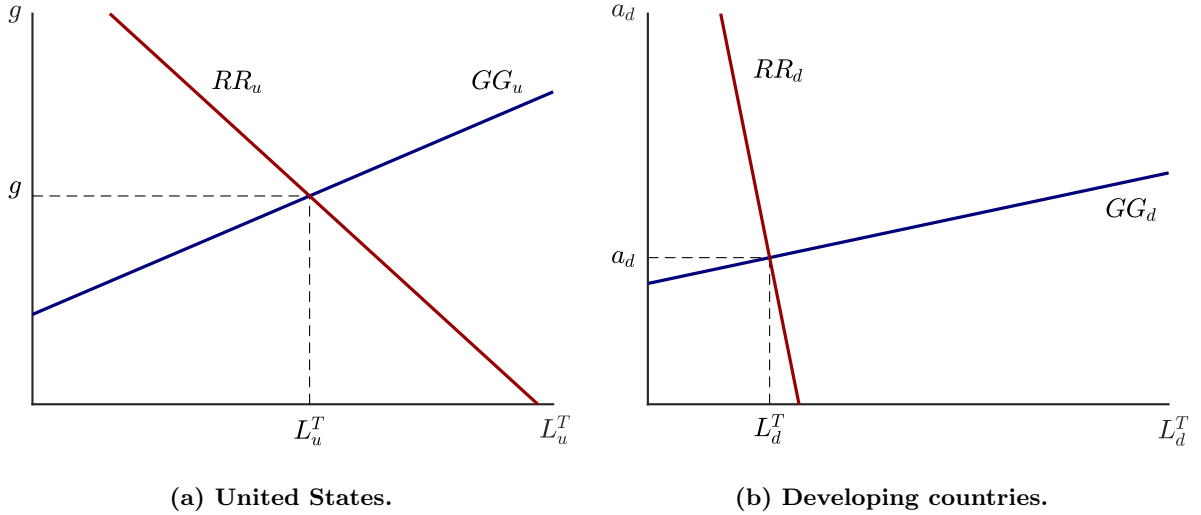 g
RR_u
GG_u
g
L_u^T
L_u^T
(a) United States.
a_d
RR_d
GG_d
a_d
L_d^T
L_d^T
(b) Developing countries.